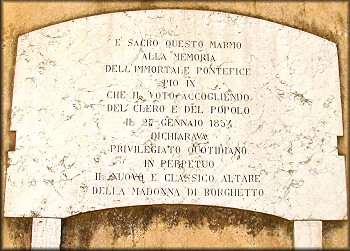 E' SACRO QUESTO MARMO
ALLA MEMORIA
DELL'IMMORTALE PONTEFICE
PIO IX
CHE IL VOTO ACCOGLIENDO
DEL CLERO E DEL POPOLO
IL 27 GENNAIO 1854
DICHIARAVA
PRIVILEGIATO QUOTIDIANO
IN PERPETUO
IL NUOVO E CLASSICO ALTARE
DELLA MADONNA DI BORGHETTO